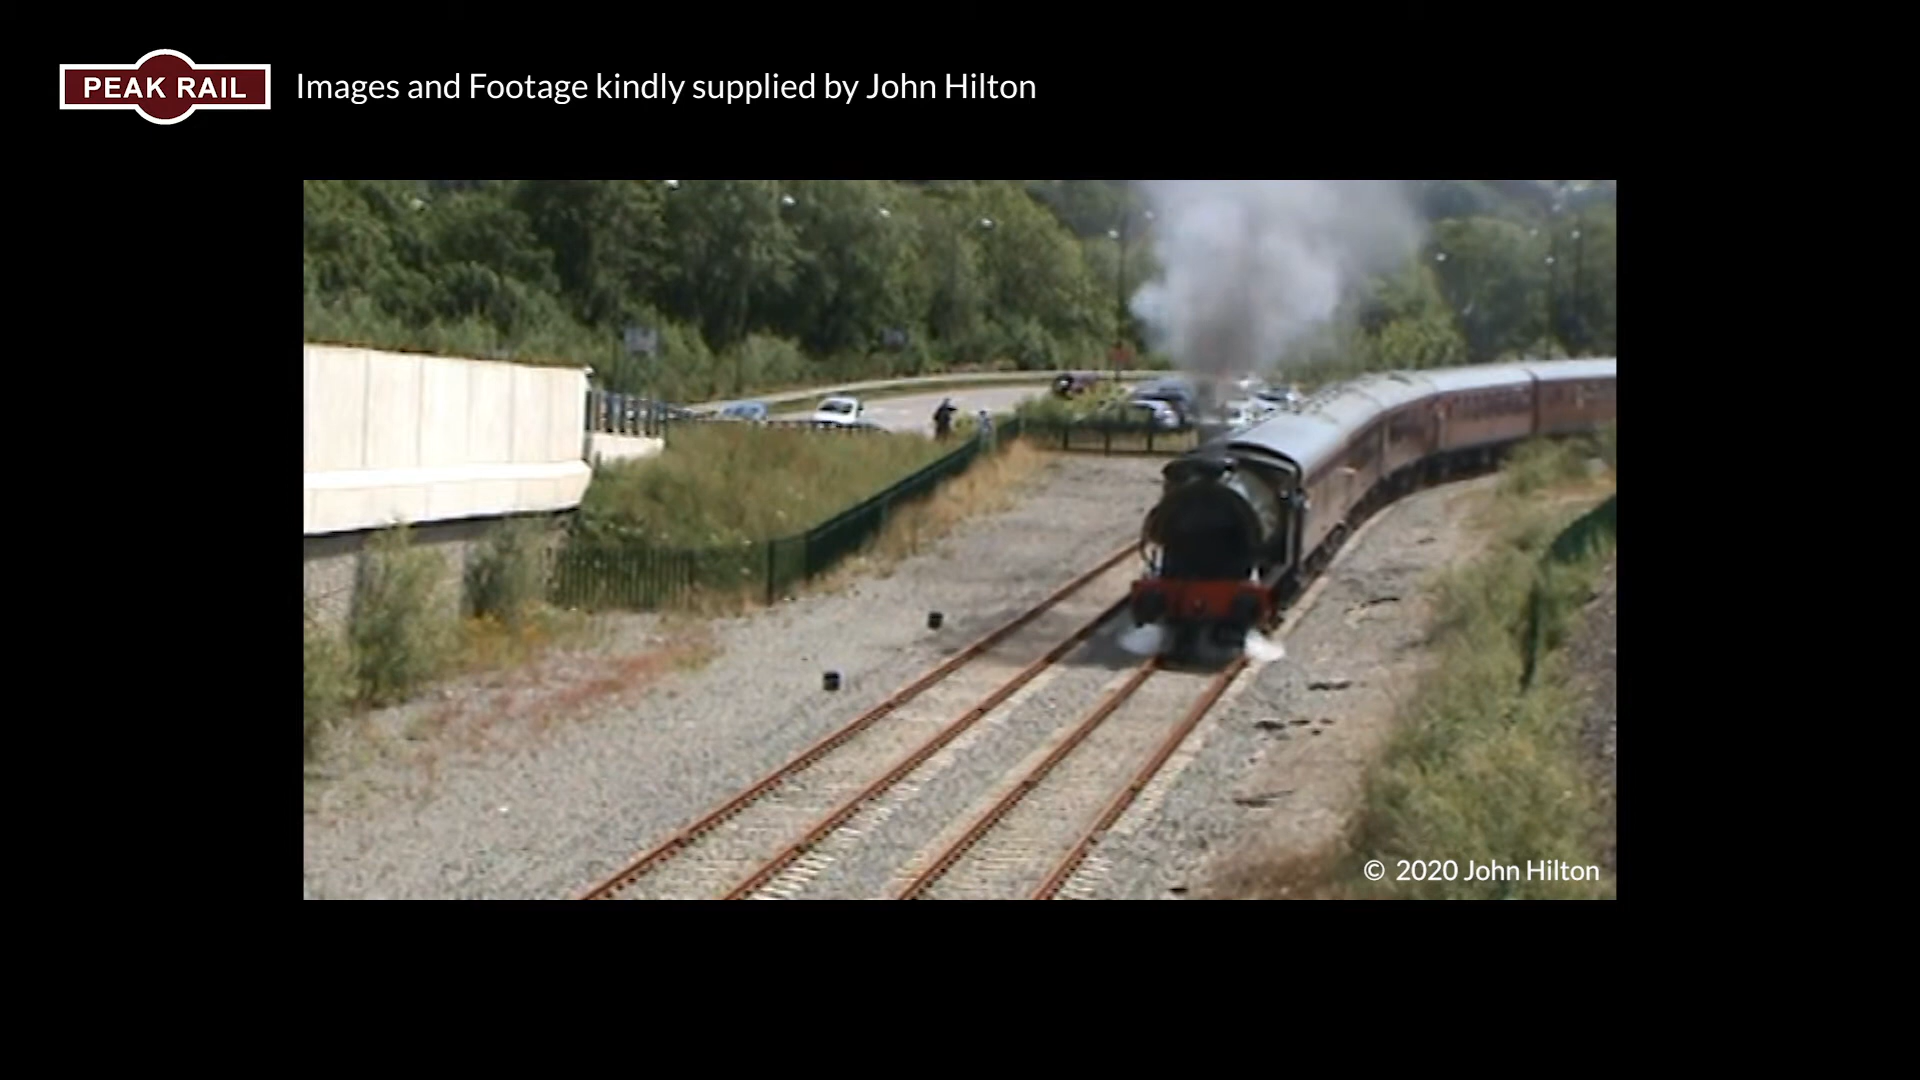 PEAK RAIL
Images and Footage kindly supplied by John Hilton
© 2020 John Hilton